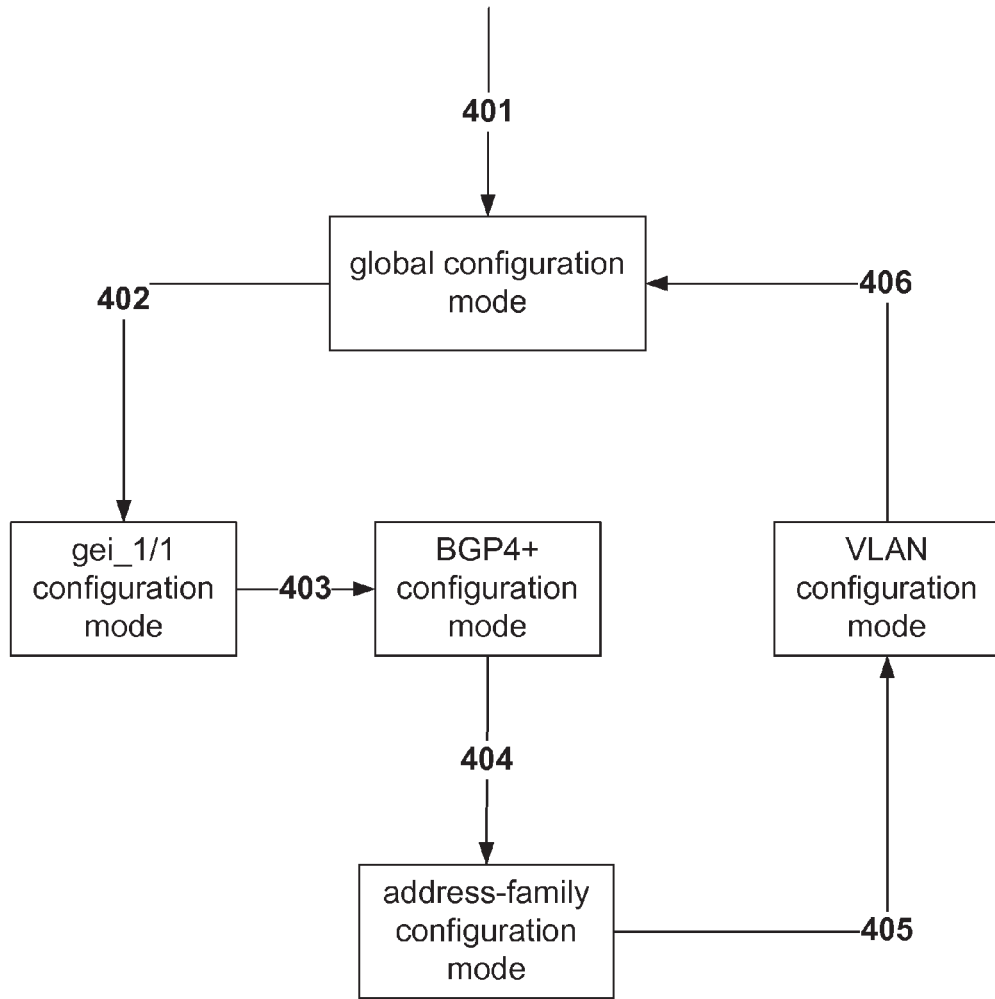 401
global configuration
mode
402
406
gei_1/1
configuration
mode
403
BGP4+
configuration
mode
VLAN
configuration
mode
404
address-family
configuration
mode
405